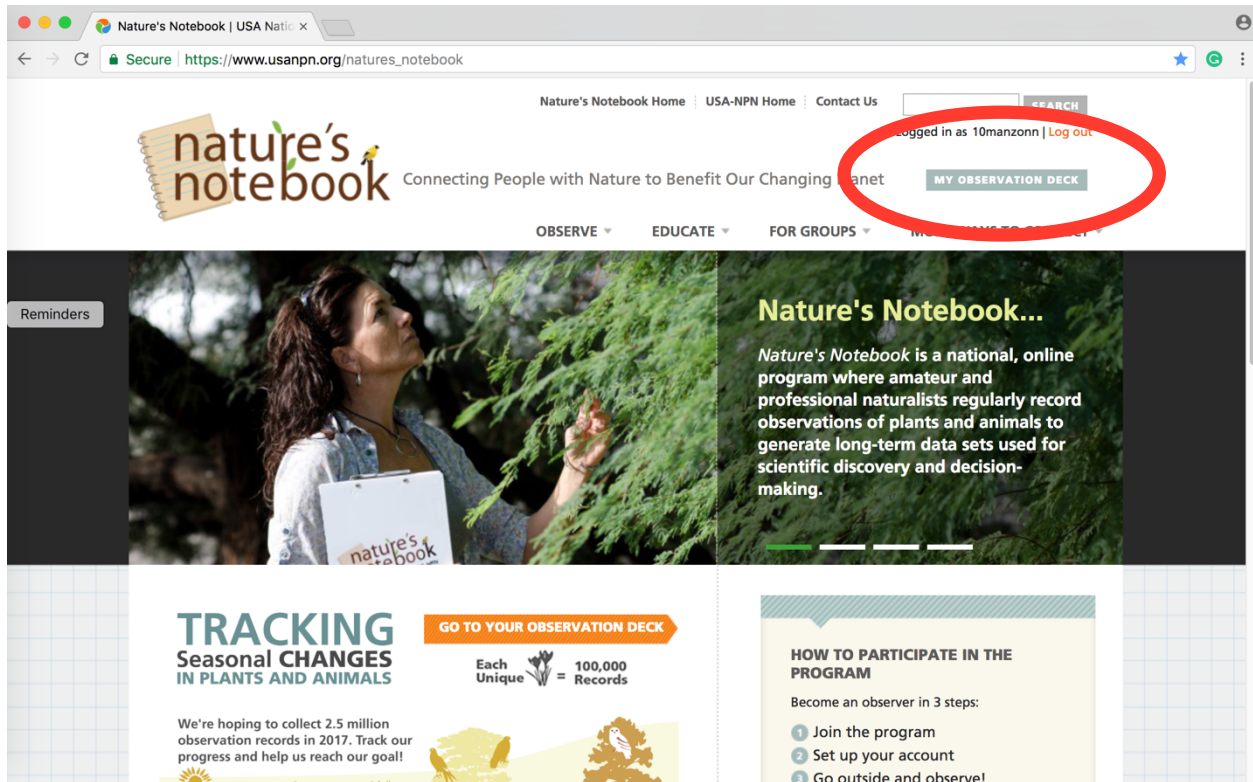 Nature's Notebook | USA Natio
Secure | https://www.usanpn.org/natures_notebook
Nature's Notebook Home USA-NPN Home Contact Us
SEARCH
Logged in as 10manzonn | Log out
nature's
notebook
Connecting People with Nature to Benefit Our Changing Planet
MY OBSERVATION DECK
OBSERVE EDUCATE FOR GROUPS
Reminders
Nature's Notebook...
Nature's Notebook is a national, online
program where amateur and
professional naturalists regularly record
observations of plants and animals to
generate long-term data sets used for
scientific discovery and decision-
making.
nature's
notebook
TRACKING
Seasonal CHANGES
IN PLANTS AND ANIMALS
GO TO YOUR OBSERVATION DECK
Each
Unique = 100,000
Records
We're hoping to collect 2.5 million
observation records in 2017. Track our
progress and help us reach our goal!
HOW TO PARTICIPATE IN THE
PROGRAM
Become an observer in 3 steps:
1 Join the program
2 Set up your account
3 Go outside and observe!